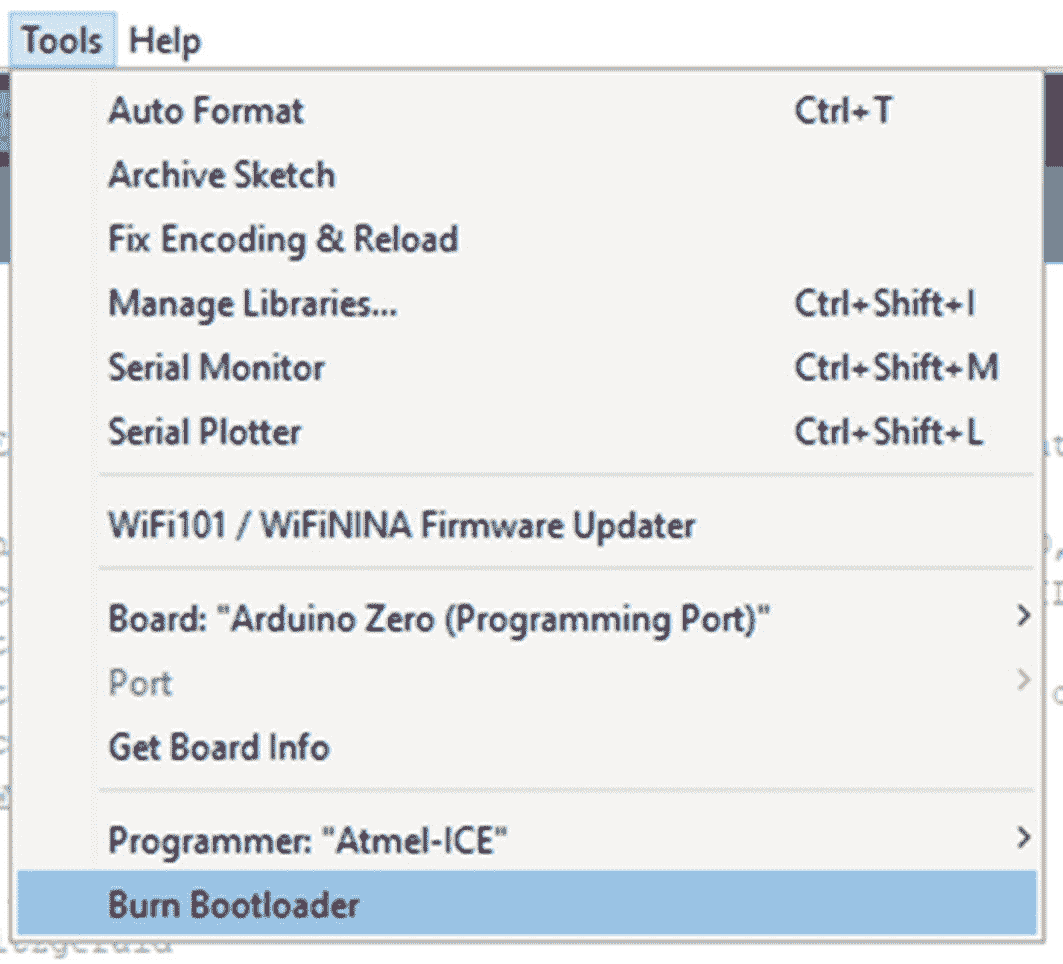 Tools Help
Auto Format Ctrl+T
Archive Sketch
Fix Encoding & Reload
Manage Libraries... Ctrl+Shift+I
Serial Monitor Ctrl+Shift+M
Serial Plotter Ctrl+Shift+L
WiFi101 / WiFiNINA Firmware Updater
Board: "Arduino Zero (Programming Port)"
Port
Get Board Info
Programmer: "Atmel-ICE"
Burn Bootloader